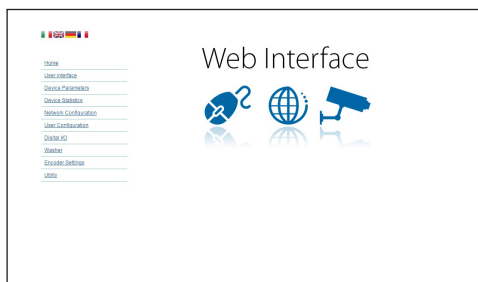 Web Interface
Home
User Interface
Device Parameters
Device Statistics
Network Configuration
User Configuration
Digital I/O
Washer
Encoder Settings
Utility